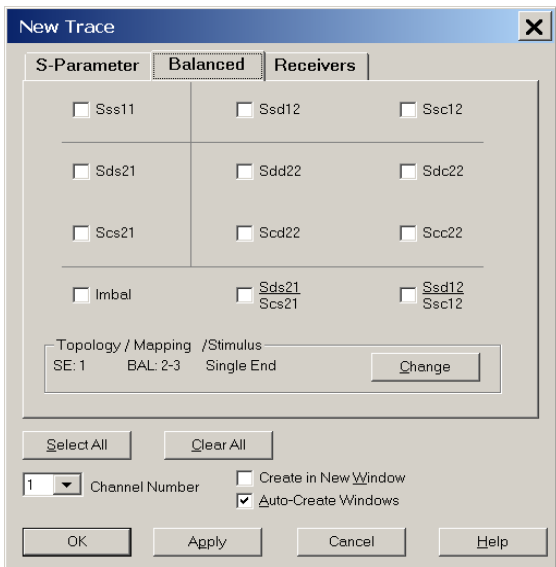 New Trace
S-Parameter Balanced Receivers
Sss11 Ssd12 Ssc12
Sds21 Sdd22 Sdc22
Scs21 Scd22 Scc22
Imbal Sds21 Ssd12
Scs21 Ssc12
Topology / Mapping /Stimulus
SE: 1 BAL: 2-3 Single End Change
Select All Clear All
1 Channel Number Create in New Window
Auto-Create Windows
OK Apply Cancel Help